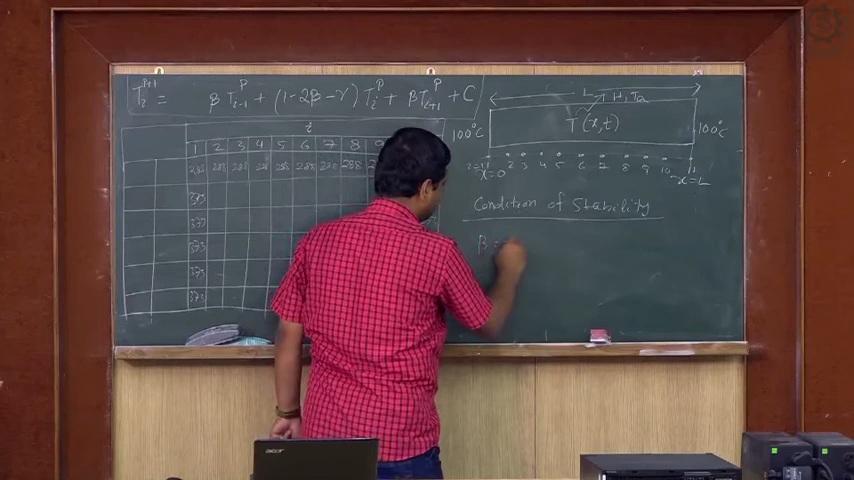 T_i^{p+1} = β T_{i-1}^p + (1-2β-γ) T_i^p + β T_{i+1}^p + C
L
T H, T_a
T(x,t)
100°C
100°C
i=1 2 3 4 5 6 7 8 9 10 11
x=0
x=L
i
1 2 3 4 5 6 7 8 9
288 288 288 288 288 288 288 288
373
373
373
373
373
Condition of Stability
β =
acer